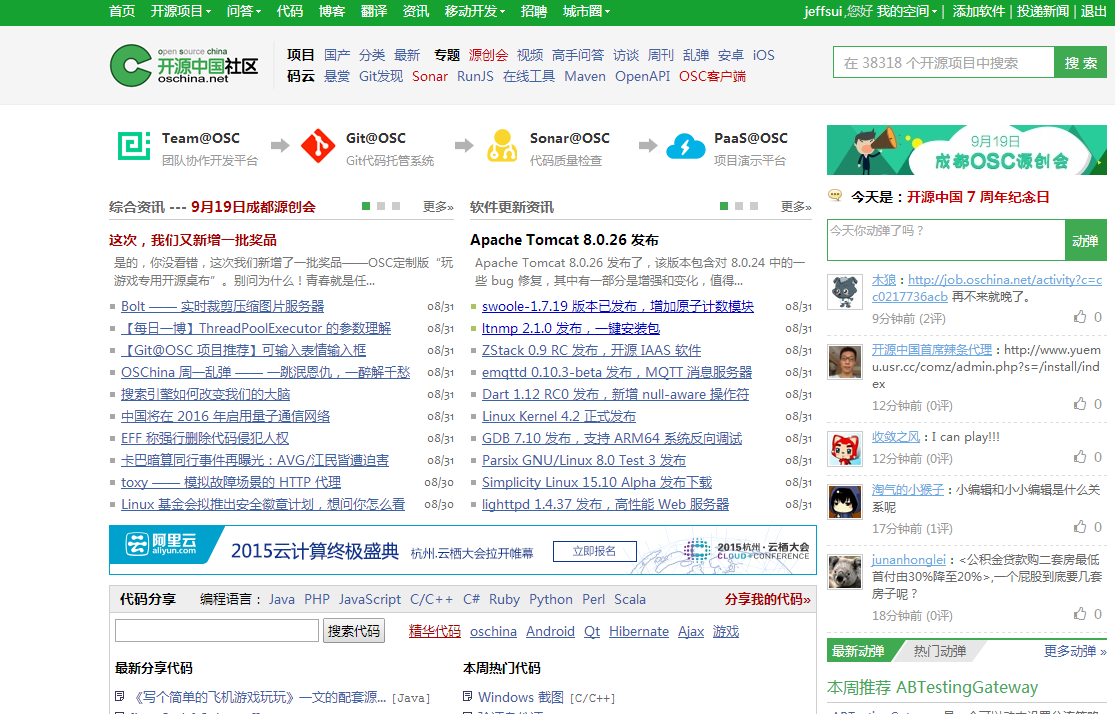 首页 开源项目 问答 代码 博客 翻译 资讯 移动开发 招聘 城市圈 jeffsui ,您好 我的空间 | 添加软件 | 投递新闻 | 退出
open source china
开源中国社区
oschina.net
项目 国产 分类 最新 专题 源创会 视频 高手问答 访谈 周刊 乱弹 安卓 iOS
码云 悬赏 Git发现 Sonar RunJS 在线工具 Maven OpenAPI OSC客户端
在 38318 个开源项目中搜索 搜 索
Team@OSC
团队协作开发平台
Git@OSC
Git代码托管系统
Sonar@OSC
代码质量检查
PaaS@OSC
项目演示平台
综合资讯 --- 9月19日成都源创会 更多»
这次，我们又新增一批奖品
是的，你没看错，这次我们新增了一批奖品——OSC定制版“玩
游戏专用开源桌布”。别问为什么！青春就是任...
Bolt —— 实时裁剪压缩图片服务器 08/31
【每日一博】ThreadPoolExecutor 的参数理解 08/31
【Git@OSC 项目推荐】可输入表情输入框 08/31
OSChina 周一乱弹 —— 一跳泯恩仇，一醉解千愁 08/31
搜索引擎如何改变我们的大脑 08/31
中国将在 2016 年启用量子通信网络 08/31
EFF 称强行删除代码侵犯人权 08/31
卡巴暗算同行事件再曝光：AVG/江民皆遭迫害 08/31
toxy —— 模拟故障场景的 HTTP 代理 08/30
Linux 基金会拟推出安全徽章计划，想问你怎么看 08/30
软件更新资讯 更多»
Apache Tomcat 8.0.26 发布
Apache Tomcat 8.0.26 发布了，该版本包含对 8.0.24 中的一
些 bug 修复，其中有一部分是增强和变化，值得...
swoole-1.7.19 版本已发布，增加原子计数模块 08/31
ltnmp 2.1.0 发布，一键安装包 08/31
ZStack 0.9 RC 发布，开源 IAAS 软件 08/31
emqttd 0.10.3-beta 发布，MQTT 消息服务器 08/31
Dart 1.12 RC0 发布，新增 null-aware 操作符 08/31
Linux Kernel 4.2 正式发布 08/31
GDB 7.10 发布，支持 ARM64 系统反向调试 08/31
Parsix GNU/Linux 8.0 Test 3 发布 08/31
Simplicity Linux 15.10 Alpha 发布下载 08/31
lighttpd 1.4.37 发布，高性能 Web 服务器 08/31
阿里云
aliyun.com
2015云计算终极盛典 杭州.云栖大会拉开帷幕 立即报名
2015杭州·云栖大会
CLOUD CONFERENCE
代码分享 编程语言： Java PHP JavaScript C/C++ C# Ruby Python Perl Scala 分享我的代码»
搜索代码 精华代码 oschina Android Qt Hibernate Ajax 游戏
最新分享代码
《写个简单的飞机游戏玩玩》一文的配套源... [Java]
本周热门代码
Windows 截图 [C/C++]
9月19日
成都OSC源创会
今天是：开源中国 7 周年纪念日
今天你动弹了吗？
动弹
木狼：http://job.oschina.net/activity?c=c
c0217736acb 再不来就晚了。
9分钟前 (2评) 0
开源中国首席辣条代理：http://www.yuem
u.usr.cc/comz/admin.php?s=/install/ind
ex
12分钟前 (0评) 0
收敛之风：I can play!!!
12分钟前 (0评) 0
淘气的小猴子：小编辑和小小编辑是什么关
系呢
17分钟前 (1评) 0
junanhonglei：<公积金贷款购二套房最低
首付由30%降至20%>,一个屁股到底要几套
房子呢？
18分钟前 (0评) 0
最新动弹 热门动弹 更多动弹 »
本周推荐 ABTestingGateway